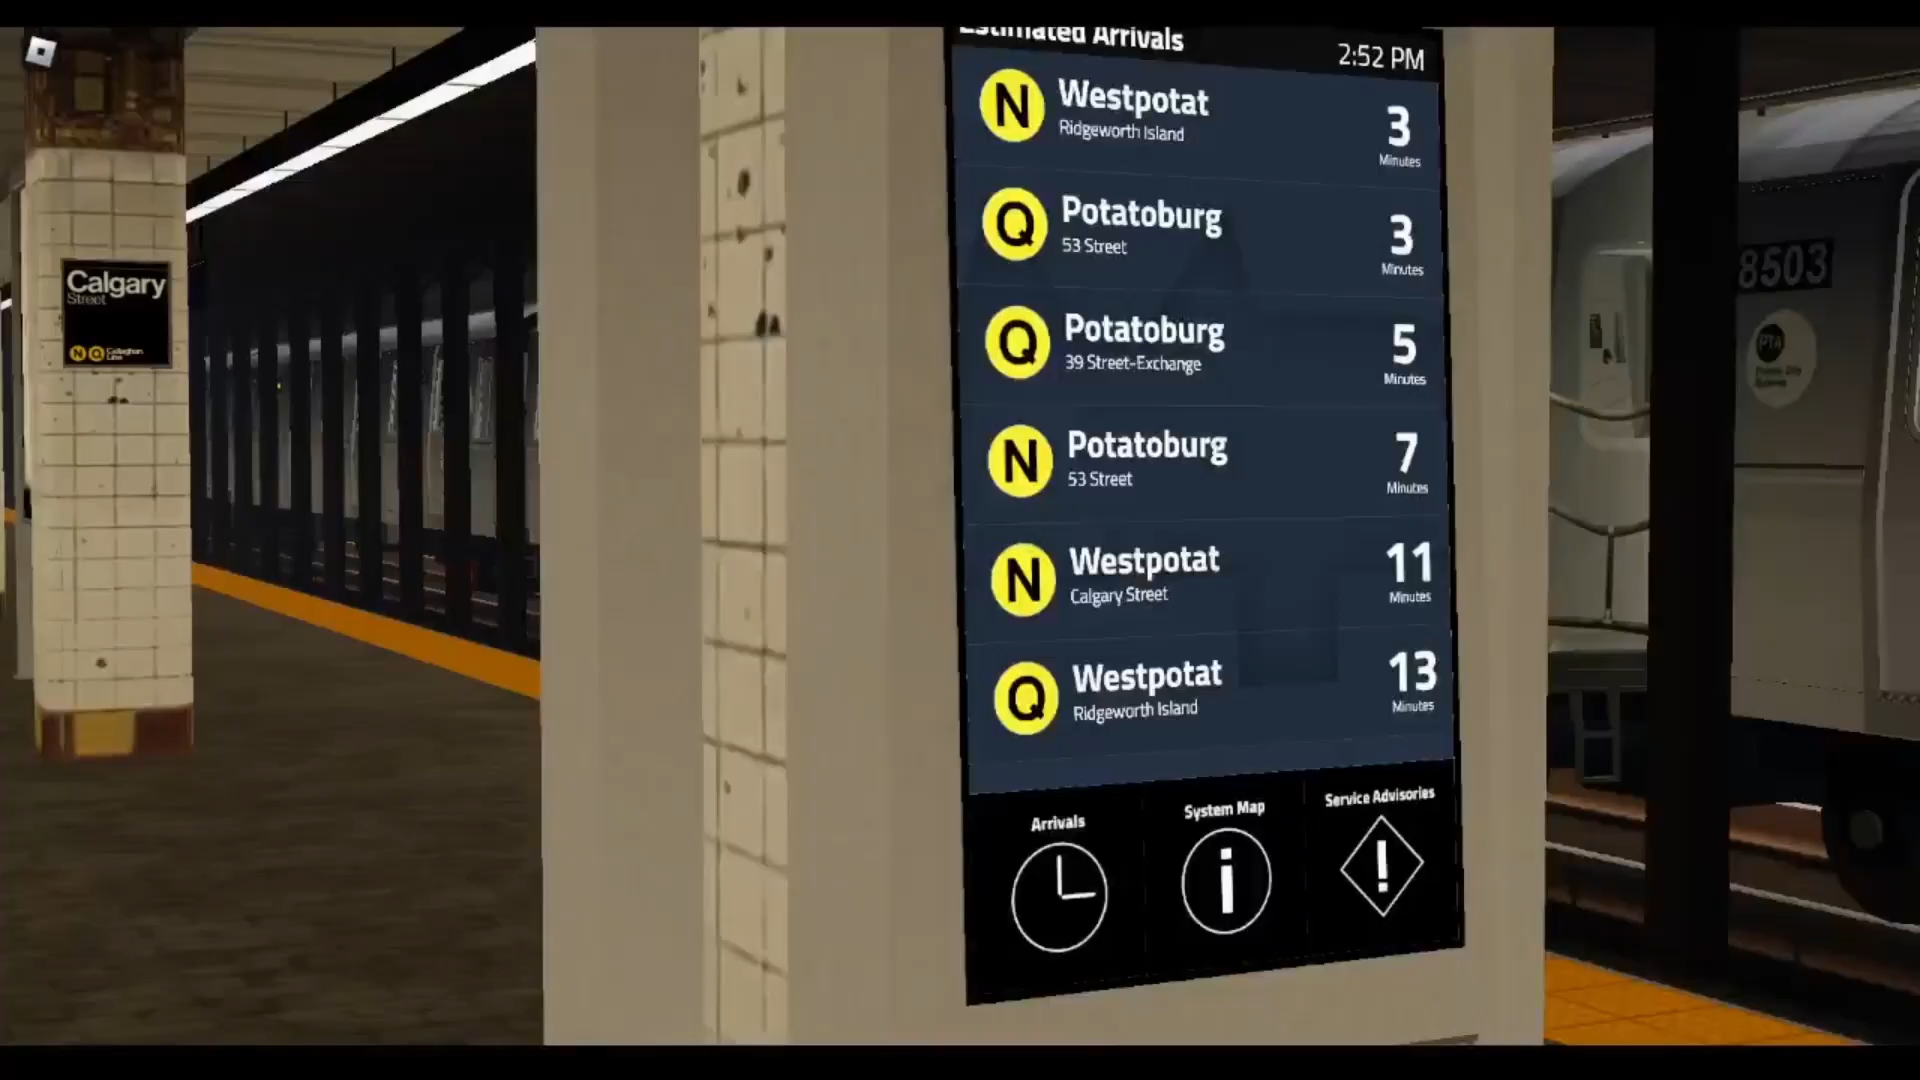 Estimated Arrivals
2:52 PM
N
Westpotat
Ridgeworth Island
3
Minutes
Q
Potatoburg
53 Street
3
Minutes
Q
Potatoburg
39 Street-Exchange
5
Minutes
N
Potatoburg
53 Street
7
Minutes
N
Westpotat
Calgary Street
11
Minutes
Q
Westpotat
Ridgeworth Island
13
Minutes
Arrivals
System Map
i
Service Advisories
!
Calgary
Street
N Q
8503
PTA